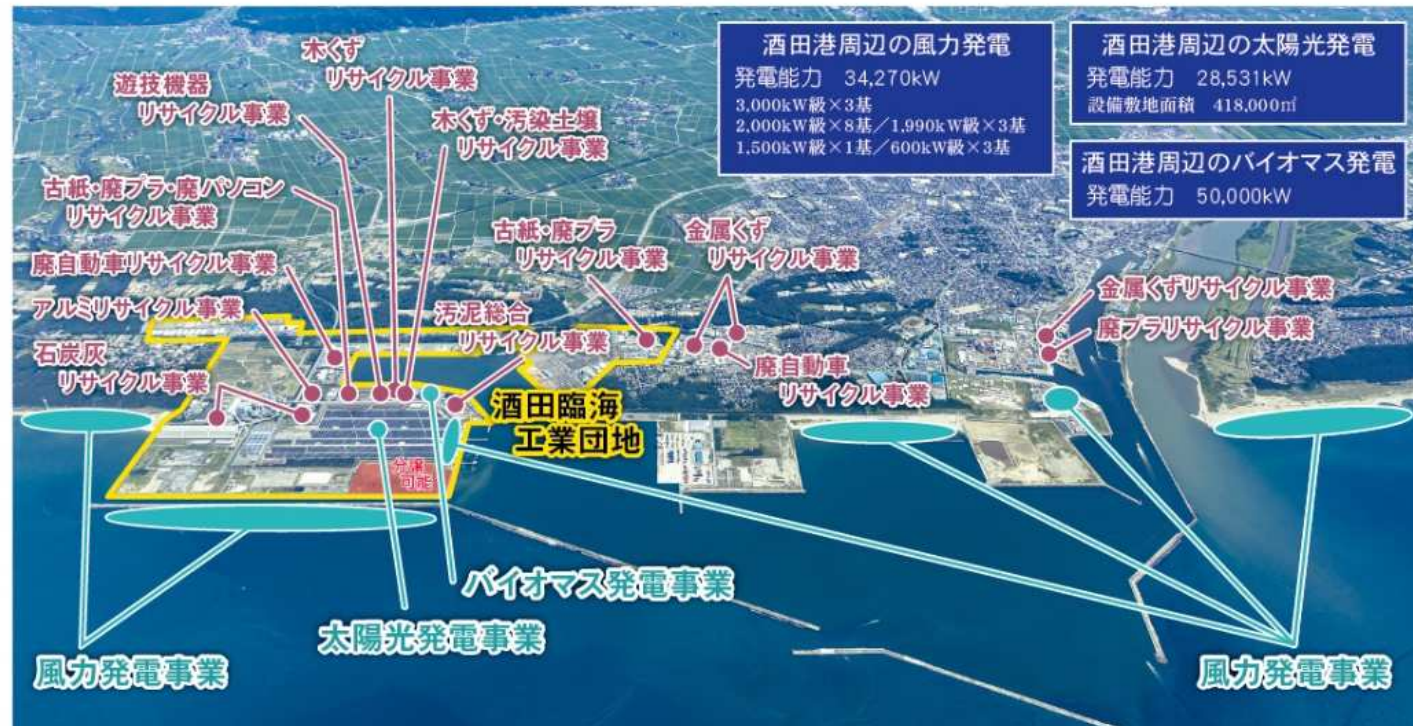 酒田港周辺の風力発電
発電能力 34,270kW
3,000kW級×3基
2,000kW級×8基／1,990kW級×3基
1,500kW級×1基／600kW級×3基
酒田港周辺の太陽光発電
発電能力 28,531kW
設備敷地面積 418,000㎡
酒田港周辺のバイオマス発電
発電能力 50,000kW
木くず
リサイクル事業
遊技機器
リサイクル事業
木くず・汚染土壌
リサイクル事業
古紙・廃プラ・廃パソコン
リサイクル事業
廃自動車リサイクル事業
アルミリサイクル事業
石炭灰
リサイクル事業
汚泥総合
リサイクル事業
古紙・廃プラ
リサイクル事業
金属くず
リサイクル事業
廃自動車
リサイクル事業
金属くずリサイクル事業
廃プラリサイクル事業
酒田臨海
工業団地
分譲
可能
バイオマス発電事業
太陽光発電事業
風力発電事業
風力発電事業